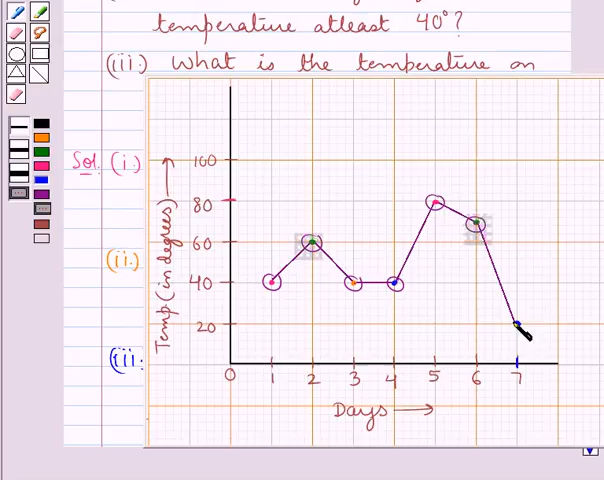 temperature atleast 40°?
(iii) What is the temperature on
Sol. (i)
(ii)
(iii)
Temp (in degrees)
100
80
60
40
20
0 1 2 3 4 5 6 7
Days